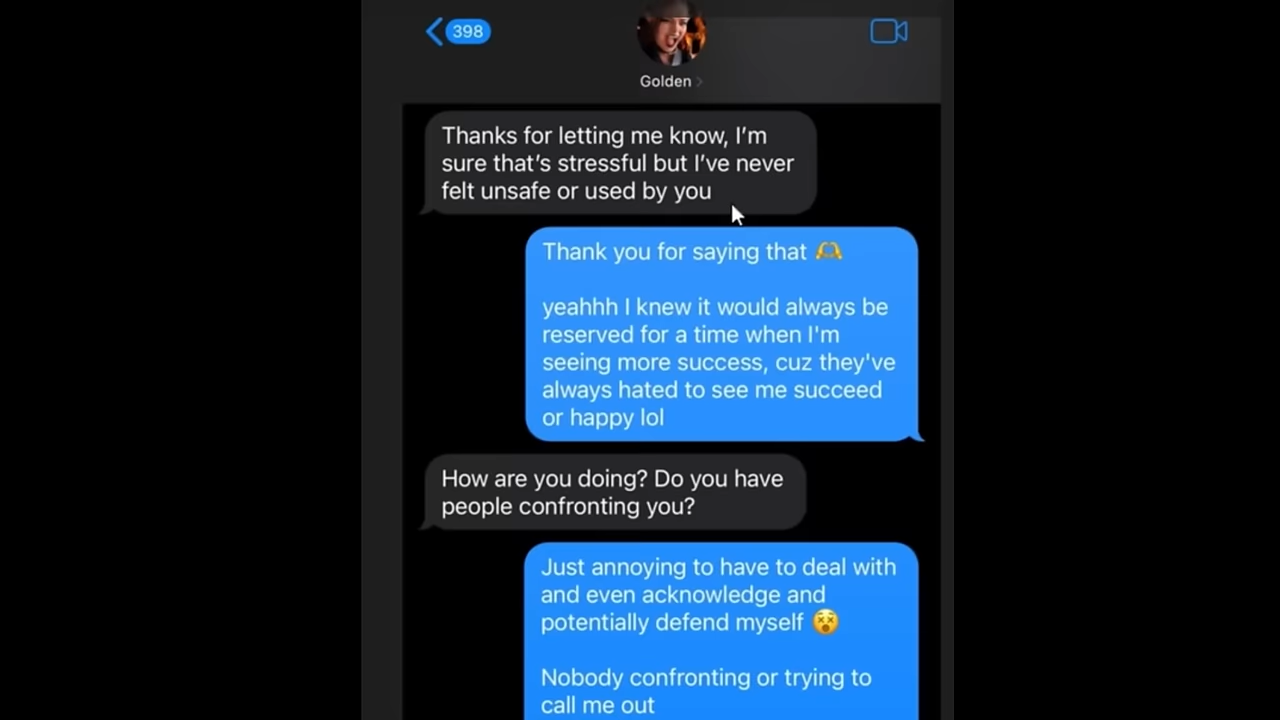 398
Golden
Thanks for letting me know, I'm
sure that's stressful but I've never
felt unsafe or used by you
Thank you for saying that 🫶
yeahhh I knew it would always be
reserved for a time when I'm
seeing more success, cuz they've
always hated to see me succeed
or happy lol
How are you doing? Do you have
people confronting you?
Just annoying to have to deal with
and even acknowledge and
potentially defend myself 😵
Nobody confronting or trying to
call me out